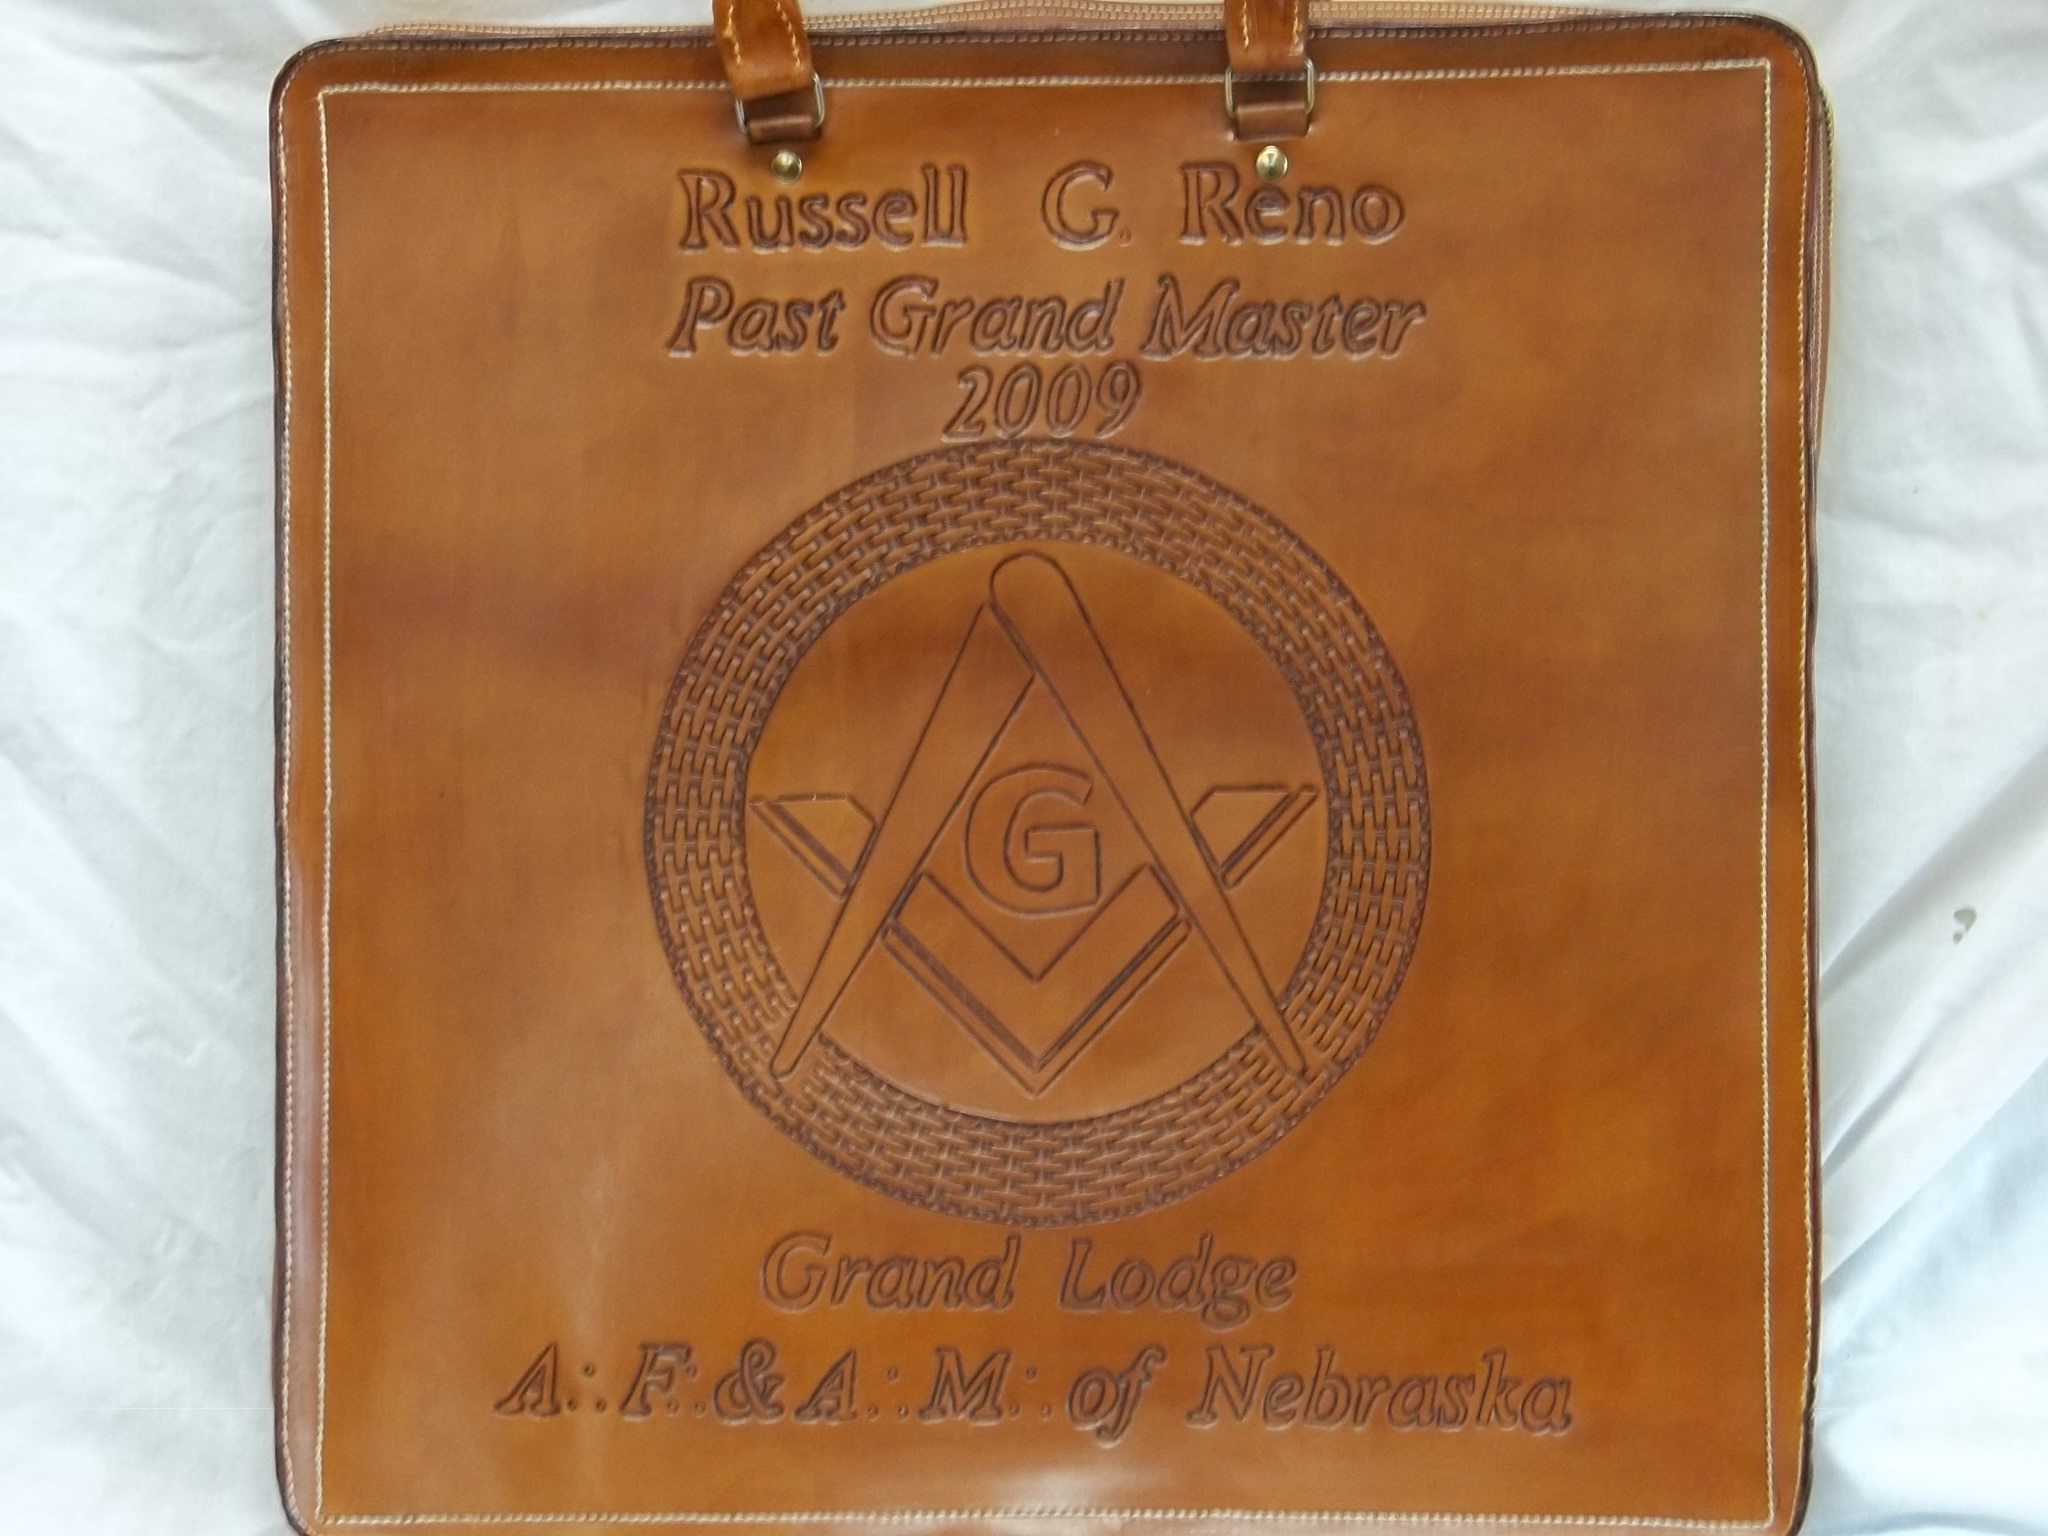 Russell G. Reno
Past Grand Master
2009
G
Grand Lodge
A∴F∴&A∴M∴ of Nebraska